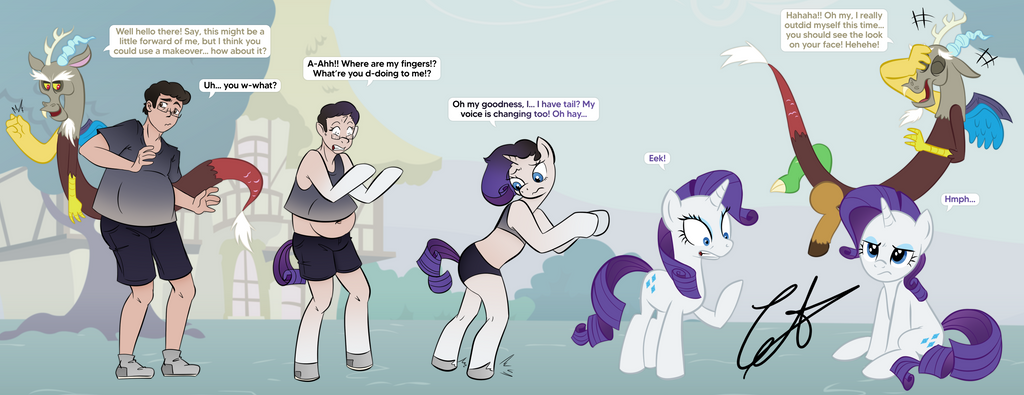 Well hello there! Say, this might be a
little forward of me, but I think you
could use a makeover... how about it?
Uh... you w-what?
A-Ahh!! Where are my fingers!?
What're you d-doing to me!?
Oh my goodness, I... I have tail? My
voice is changing too! Oh hay...
Eek!
Hahaha!! Oh my, I really
outdid myself this time...
you should see the look
on your face! Hehehe!
Hmph...